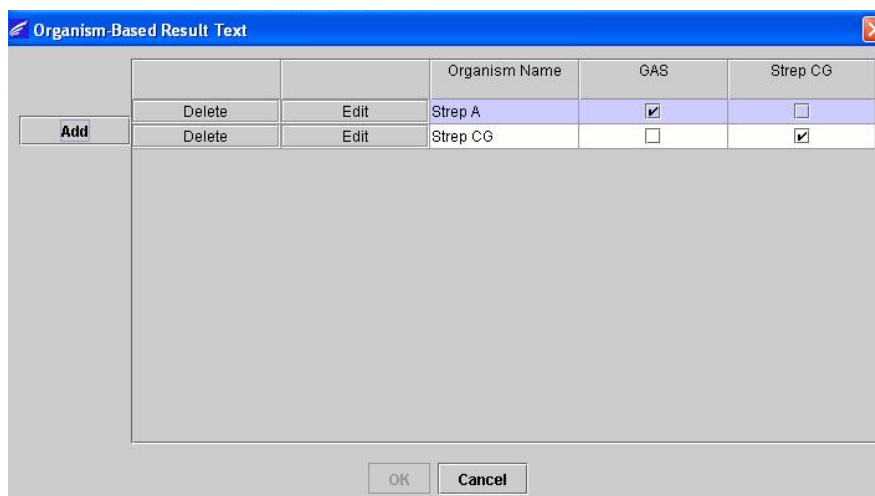 Organism-Based Result Text
Organism Name GAS Strep CG
Delete Edit Strep A
Add
Delete Edit Strep CG
OK Cancel